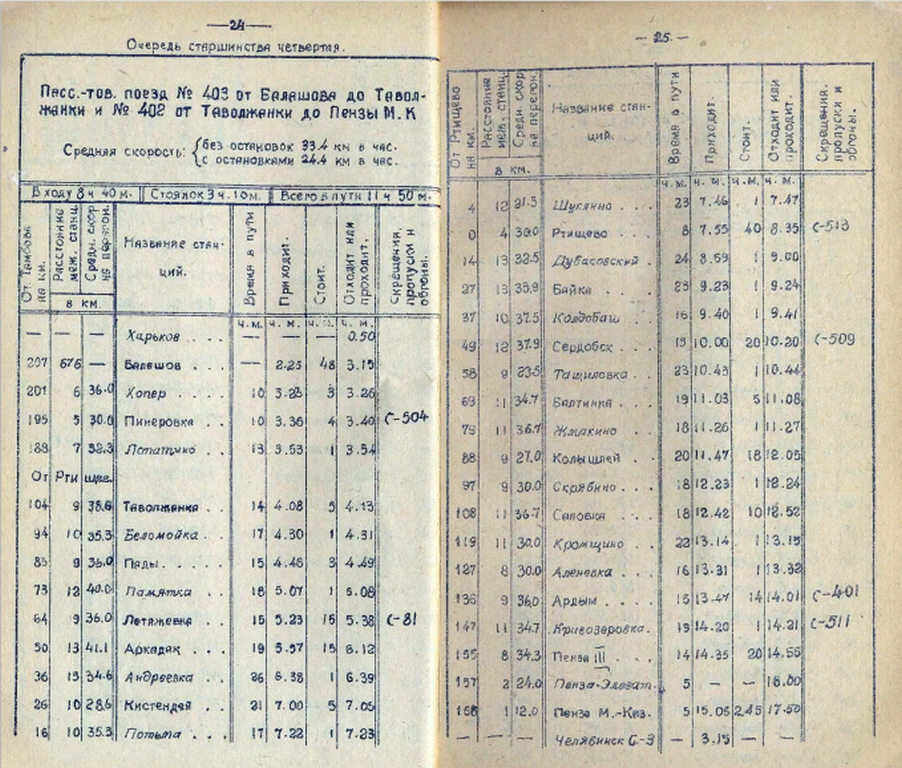 — 24 —
Очередь старшинства четвертая.
Пасс.-тов. поезд № 403 от Балашова до Тавол-
жанки и № 402 от Таволжанки до Пензы М.К
Средняя скорость: без остановок 33.4 км в час.
с остановками 24.4 км в час.
В ходу 8 ч 40 м. Стоянок 3 ч. 10 м. Всего в пути 11 ч 50 м.
От Тамбова на км. Расстояние меж. станц. Средн. скор на перегон. Название стан-ций. Время в пути Приходит. Стоит. Отходит или проходит. Скрещения, пропуски и обгоны.
в км.
ч. м. ч. м. ч. м. ч. м.
— — — Харьков . . . — — — 0.50
207 676 — Балашов . . . — 2.25 48 3.13
201 6 36.0 Хопер . . . 10 3.23 3 3.26
195 5 30.0 Пинеровка . . 10 3.36 4 3.40 С-504
188 7 32.3 Лопатино . . 13 3.53 1 3.54
От Рти щев.
104 9 38.6 Таволжанка . . 14 4.08 5 4.13
94 10 35.3 Беломойка . . 17 4.30 1 4.31
85 9 36.0 Пады . . . . . 15 4.46 3 4.49
73 12 40.0 Памятка . . 18 5.07 1 5.08
64 9 36.0 Летяжевка . . 15 5.23 15 5.38 С-81
50 13 41.1 Аркадак . . . 19 5.57 15 6.12
36 15 34.6 Андреевка . . 26 6.38 1 6.39
26 10 28.6 Кистендей . . 21 7.00 5 7.05
16 10 35.3 Потьма . . . 17 7.22 1 7.23
— 25. —
От Ртищево на км. Расстояние меж. станц. Средн. скор на перегон. Название стан-ций. Время в пути Приходит. Стоит. Отходит или проходит. Скрещения, пропуски и обгоны.
в км.
ч. м. ч. м. ч. м. ч. м.
4 12 31.3 Шуклино . . 23 7.46 1 7.47
0 4 30.0 Ртищево . . . 8 7.55 40 8.35 С-513
14 13 32.5 Дубасовский . 24 8.59 1 9.00
27 13 33.9 Байка . . . 23 9.23 1 9.24
37 10 37.5 Колдобаш . . 16 9.40 1 9.41
49 12 37.9 Сердобск . . . 19 10.00 20 10.20 С-509
58 9 23.5 Ташиловка . . 23 10.43 1 10.44
69 11 34.7 Балтинка . . . 19 11.03 5 11.08
79 11 36.7 Жмакино . . 18 11.26 1 11.27
88 9 27.0 Колышлей . . 20 11.47 18 12.05
97 9 30.0 Скрябино . . . 18 12.23 1 12.24
108 11 36.7 Саловка . . . 18 12.42 10 12.52
119 11 30.0 Кромщино . . 22 13.14 1 13.15
127 8 30.0 Аленевка . . 16 13.31 1 13.32
136 9 36.0 Ардым . . . . 15 13.47 14 14.01 С-401
147 11 34.7 Кривозеровка . 19 14.20 1 14.21 С-511
155 8 34.3 Пенза III . . . 14 14.35 20 14.55
157 2 24.0 Пенза-Элеват. 5 — — 15.00
158 1 12.0 Пенза М.-Каз. 5 15.05 2.45 17.50
— — — Челябинск С-З — 3.15 — —